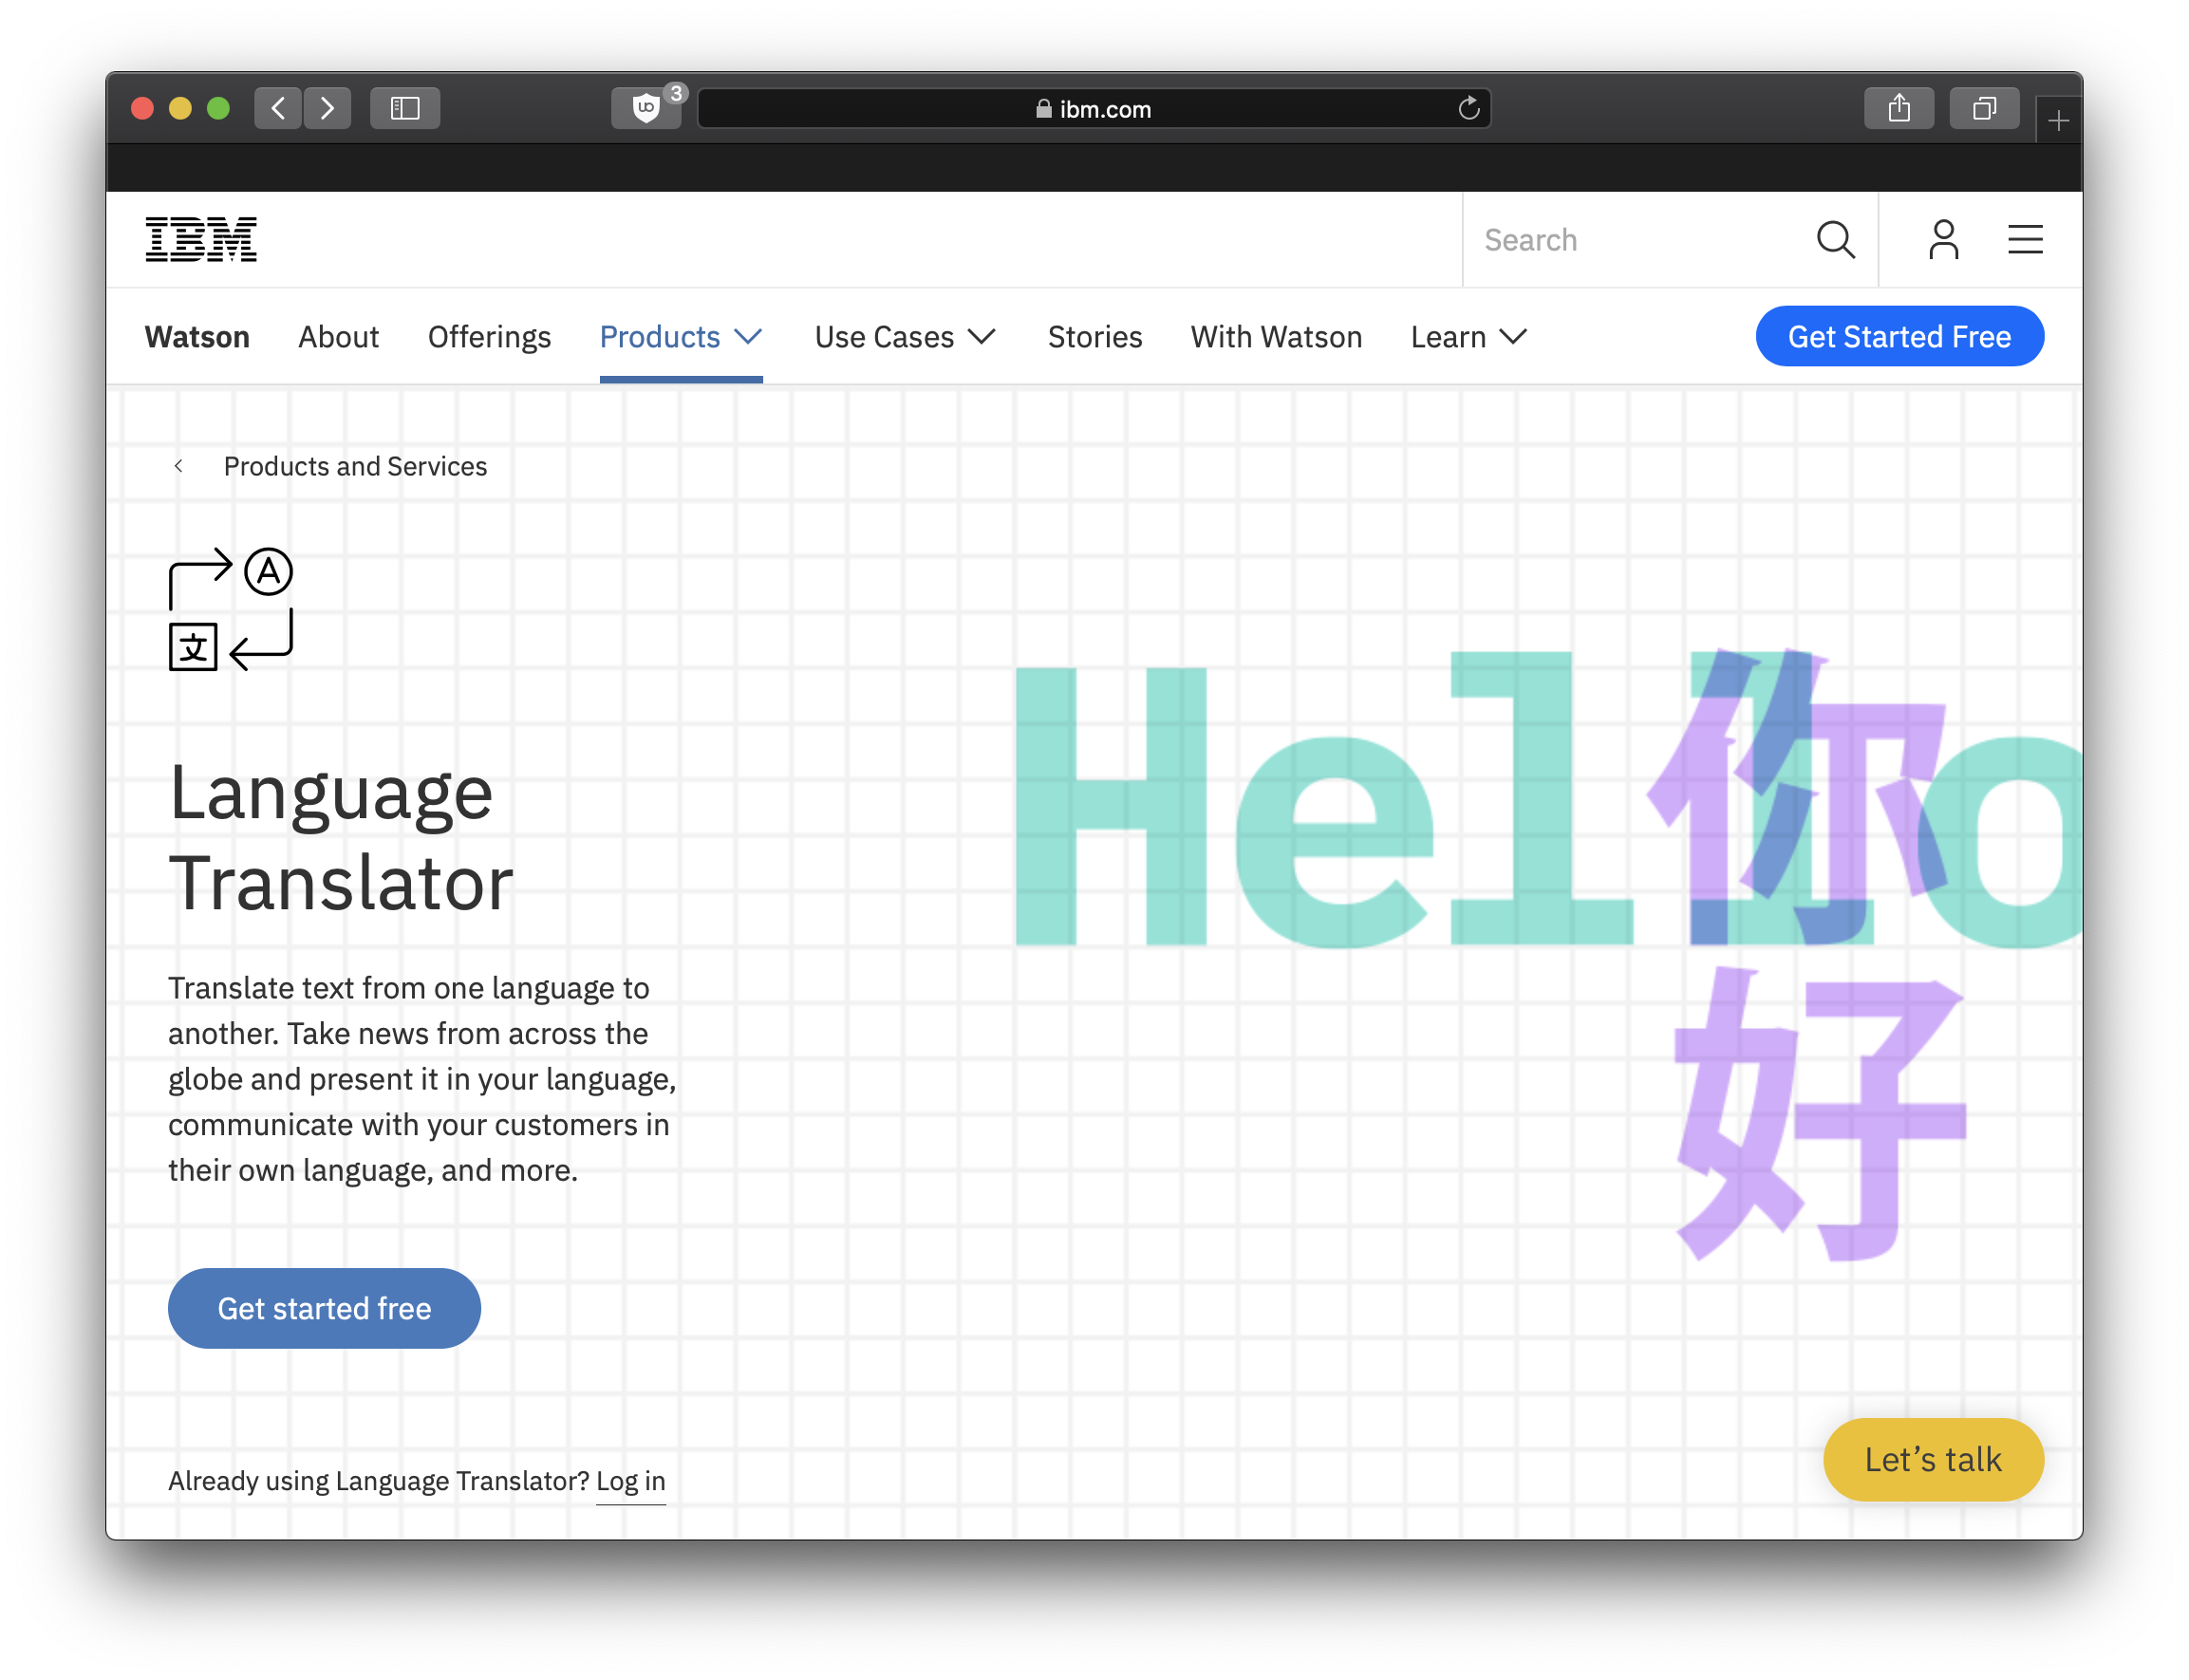 3
ibm.com
IBM
Search
Watson About Offerings Products Use Cases Stories With Watson Learn Get Started Free
Products and Services
A
文
Language
Translator
Translate text from one language to
another. Take news from across the
globe and present it in your language,
communicate with your customers in
their own language, and more.
Get started free
Already using Language Translator? Log in
Hello
你
好
Let’s talk